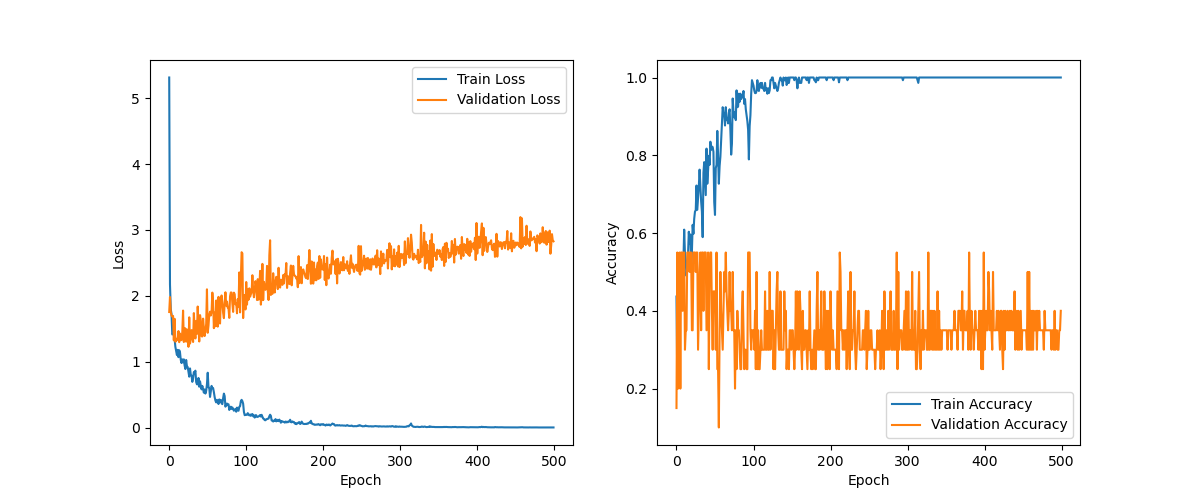 Train Loss
Validation Loss
5
4
3
2
1
0
Loss
0 100 200 300 400 500
Epoch
1.0
0.8
0.6
0.4
0.2
Accuracy
Train Accuracy
Validation Accuracy
0 100 200 300 400 500
Epoch